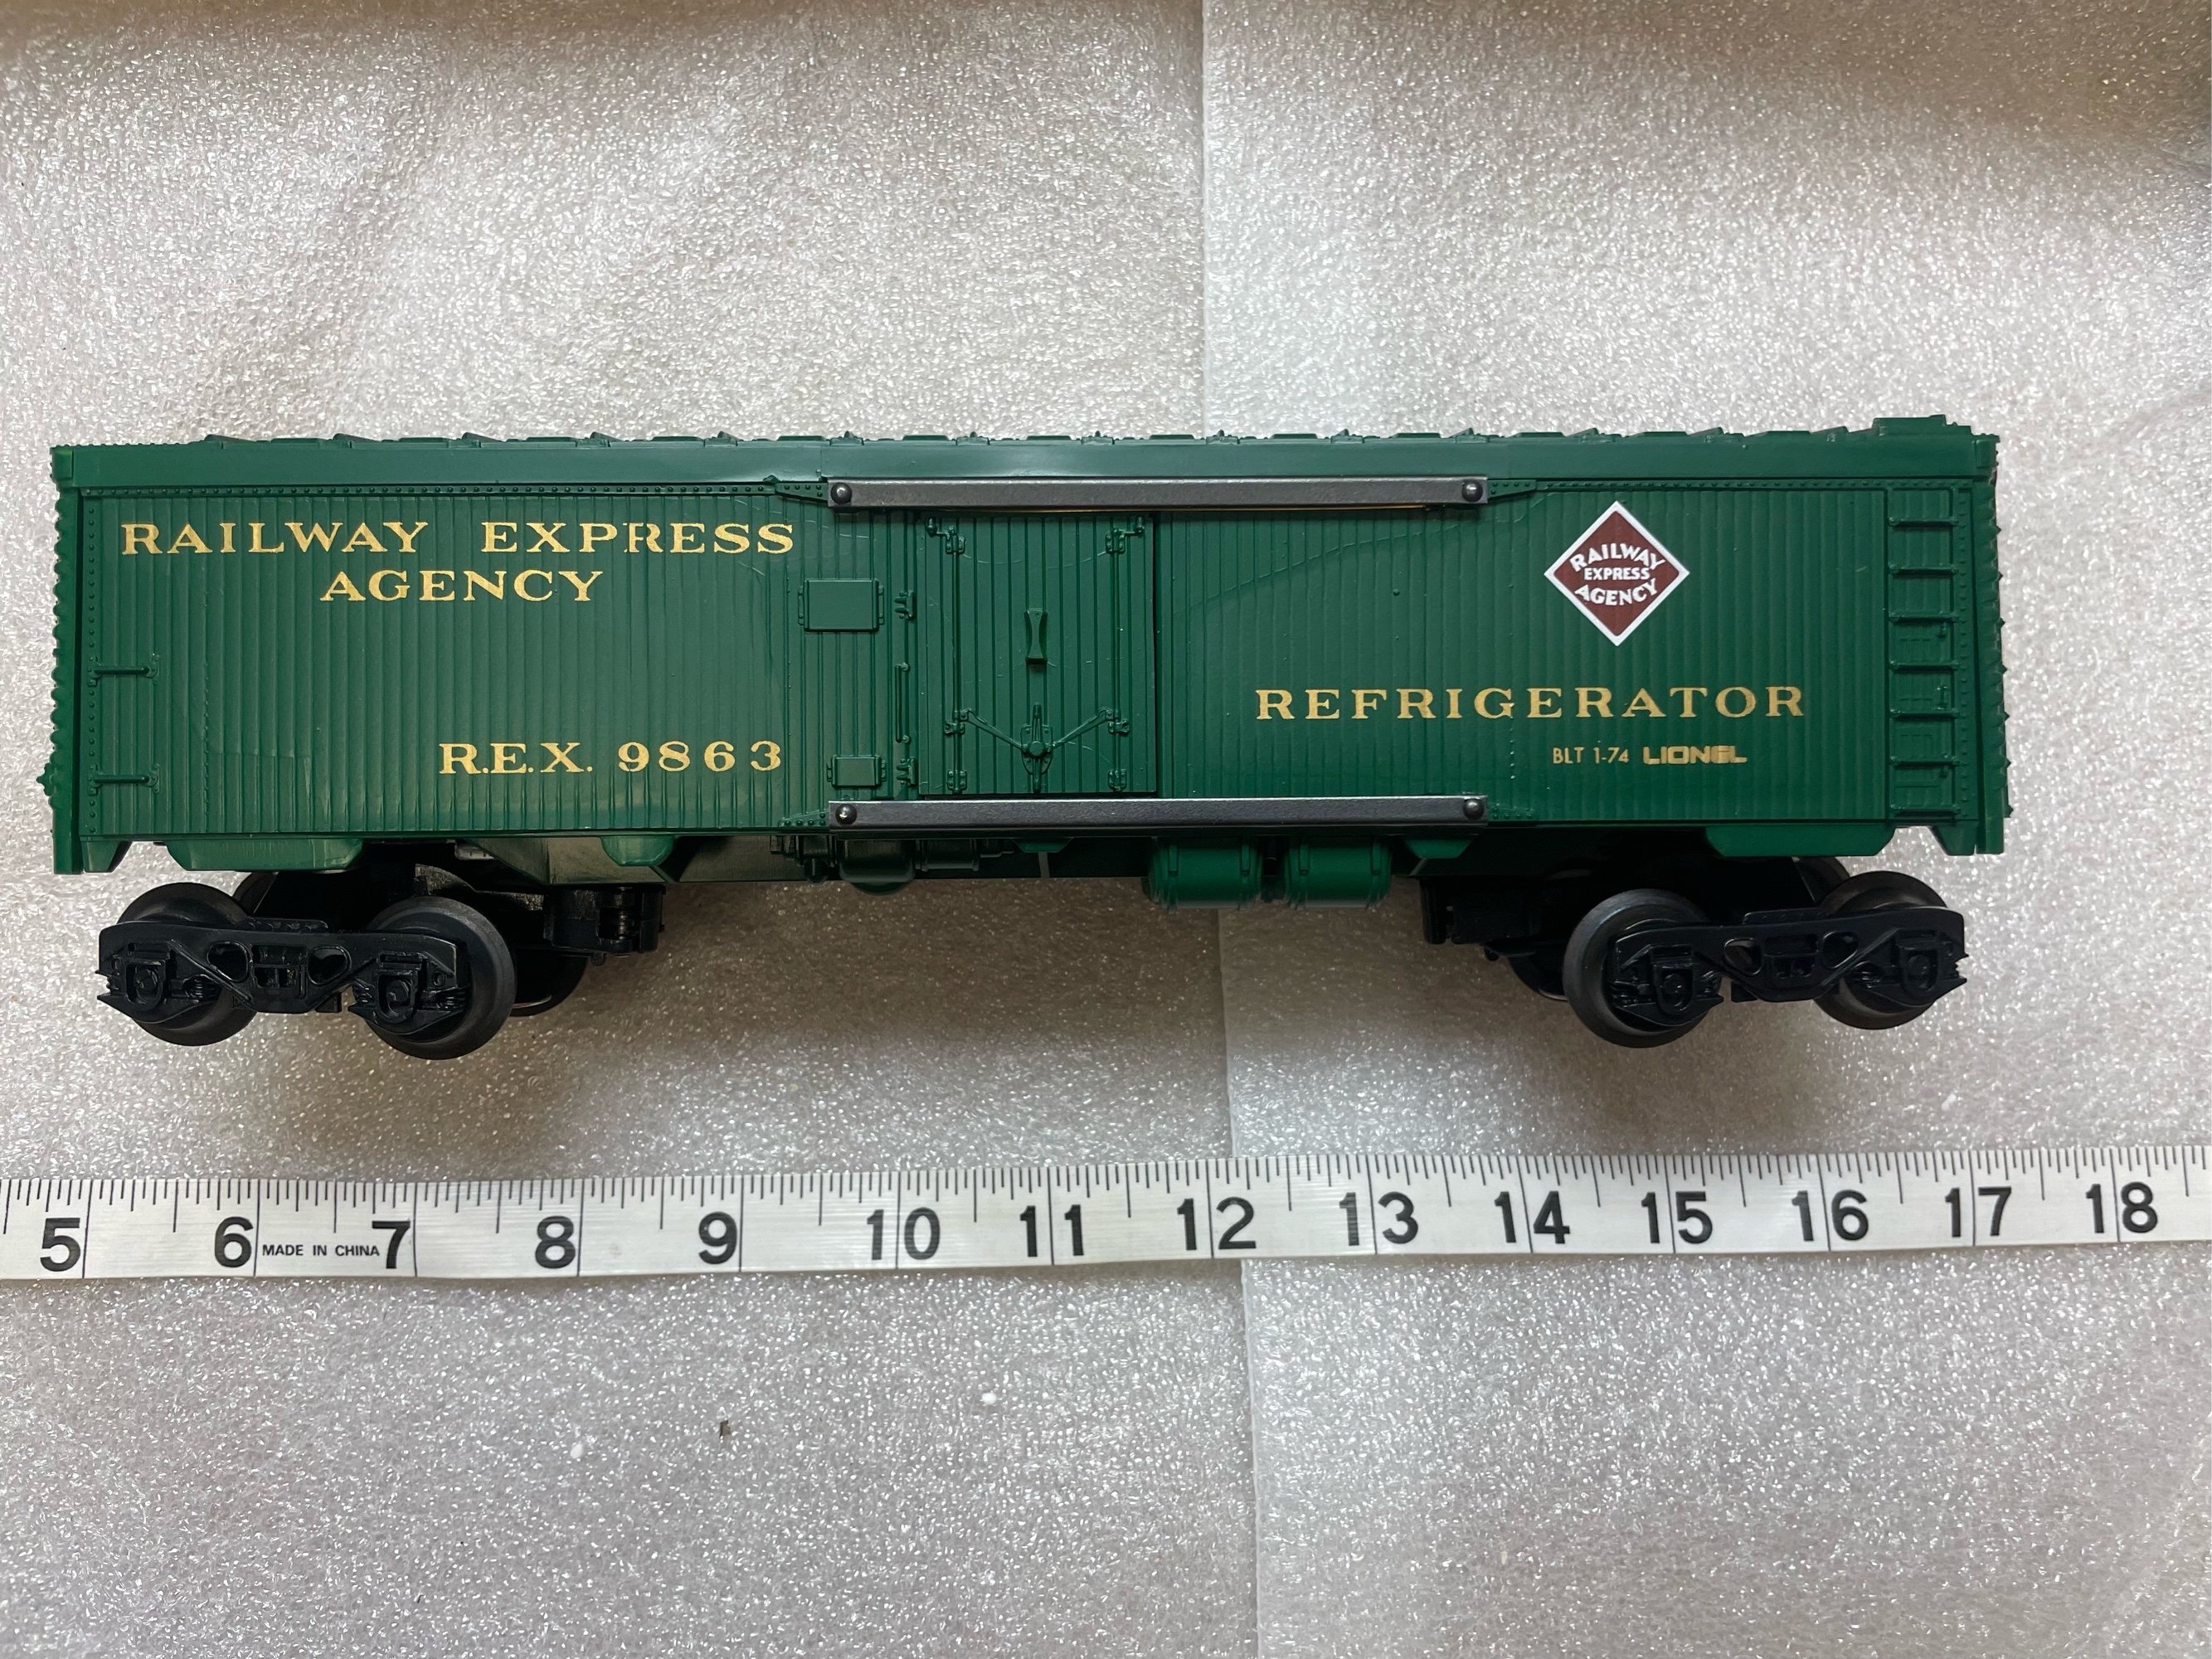 RAILWAY EXPRESS
AGENCY
RAILWAY
EXPRESS
AGENCY
REFRIGERATOR
R.E.X. 9863
BLT 1-74 LIONEL
5 6 MADE IN CHINA 7 8 9 10 11 12 13 14 15 16 17 18